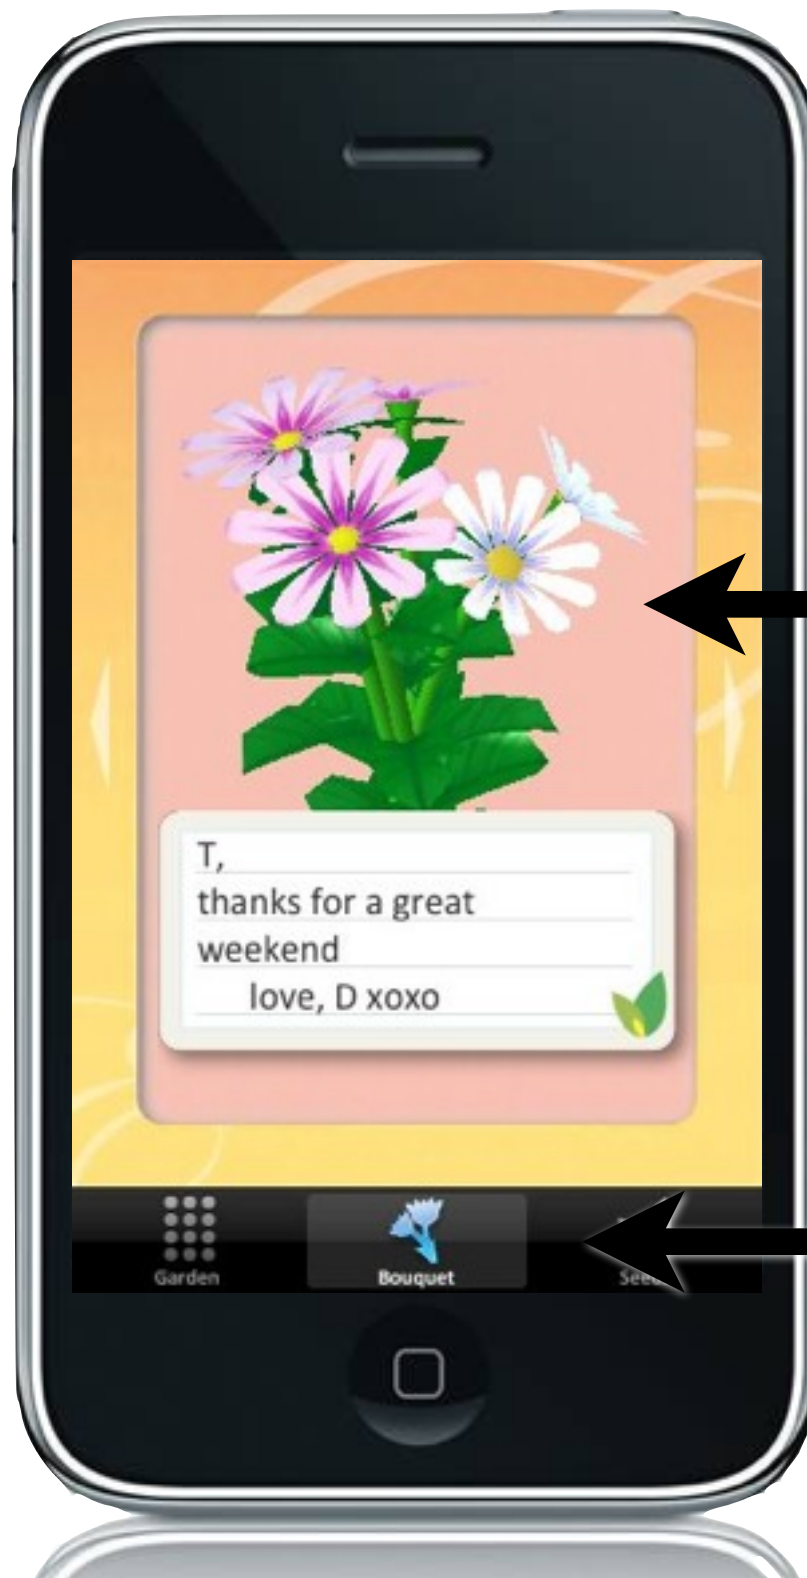 T,
thanks for a great
weekend
love, D xoxo
Garden
Bouquet